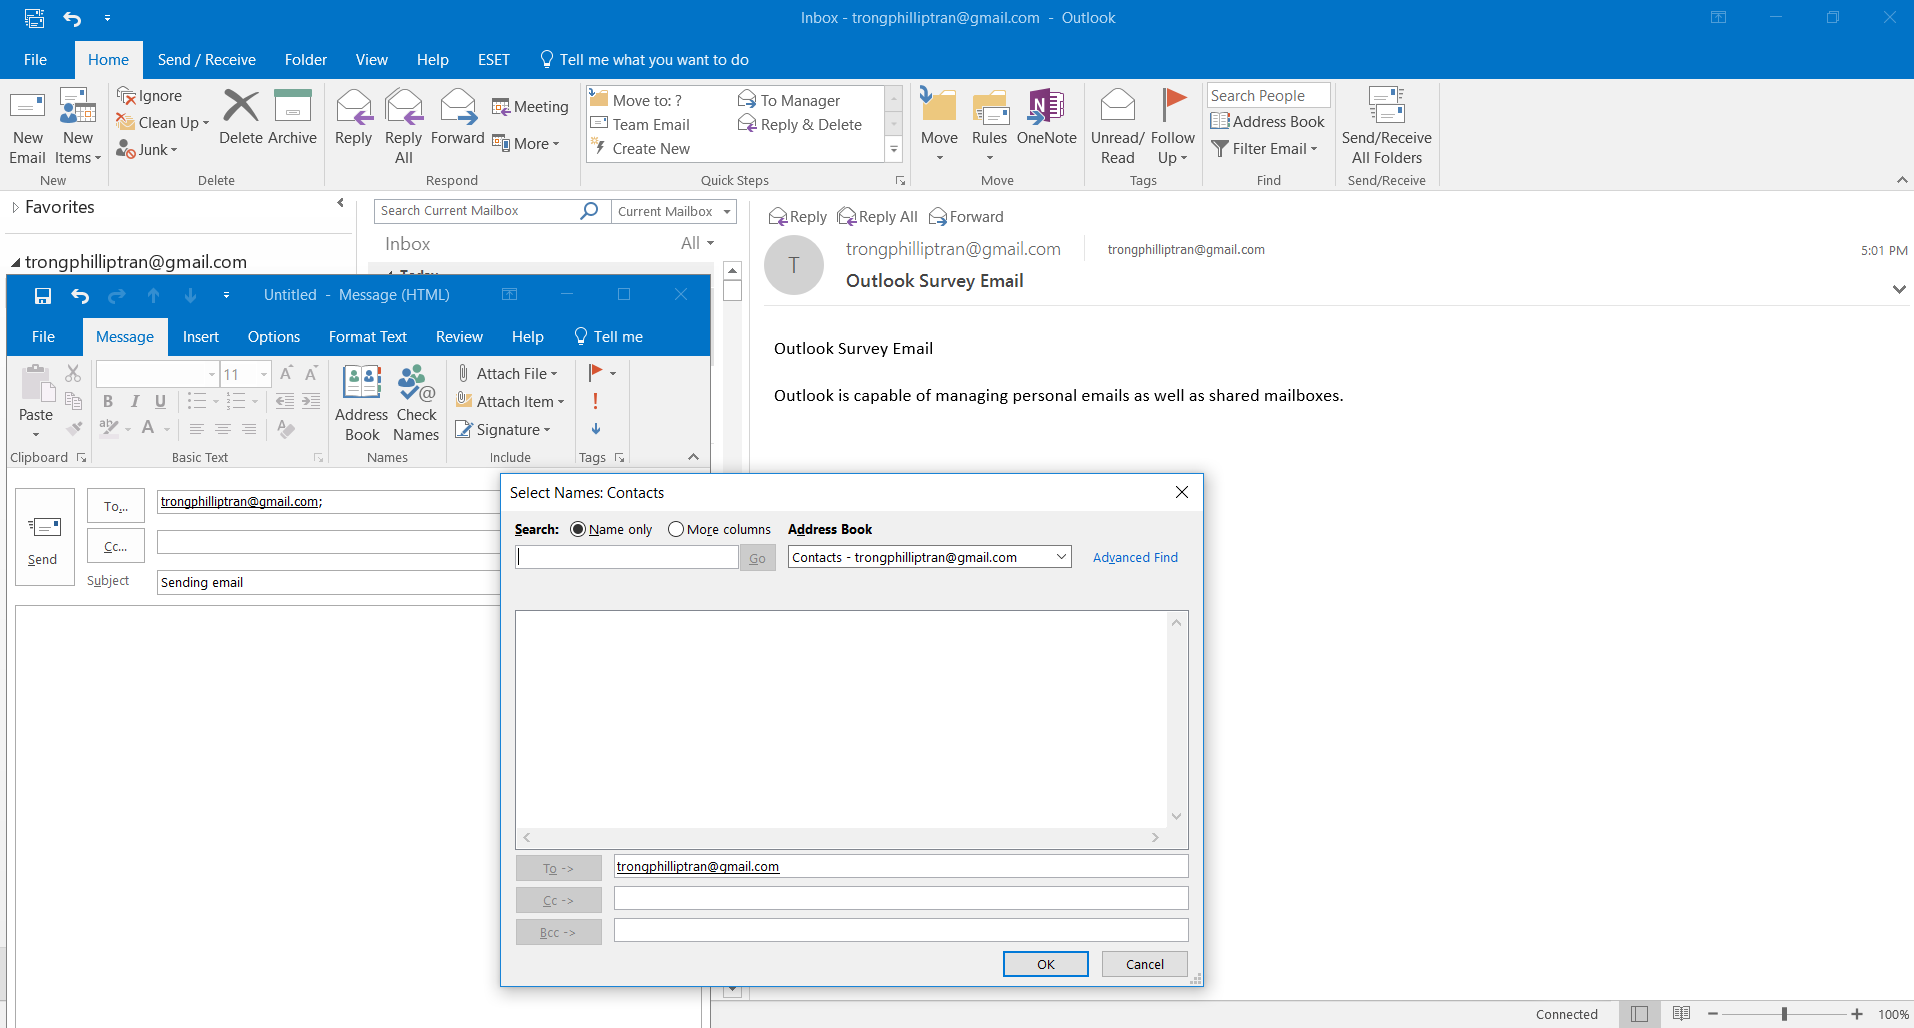 Inbox - trongphilliptran@gmail.com - Outlook
File Home Send / Receive Folder View Help ESET Tell me what you want to do
New Email
New Items
New
Ignore
Clean Up
Junk
Delete
Archive
Delete
Reply
Reply All
Forward
Meeting
More
Respond
Move to: ?
Team Email
Create New
To Manager
Reply & Delete
Quick Steps
Move
Rules
OneNote
Move
Unread/ Read
Follow Up
Tags
Search People
Address Book
Filter Email
Find
Send/Receive All Folders
Send/Receive
Favorites
trongphilliptran@gmail.com
Search Current Mailbox
Current Mailbox
Inbox
All
Today
Reply Reply All Forward
T
trongphilliptran@gmail.com
trongphilliptran@gmail.com
5:01 PM
Outlook Survey Email
Outlook Survey Email
Outlook is capable of managing personal emails as well as shared mailboxes.
Untitled - Message (HTML)
File Message Insert Options Format Text Review Help Tell me
Paste
Clipboard
11
B I U
ab
A
A
Basic Text
Address Book
Check Names
Names
Attach File
Attach Item
Signature
Include
Tags
Send
To...
trongphilliptran@gmail.com;
Cc...
Subject
Sending email
Select Names: Contacts
Search: Name only More columns
Address Book
Go
Contacts - trongphilliptran@gmail.com
Advanced Find
To ->
trongphilliptran@gmail.com
Cc ->
Bcc ->
OK
Cancel
Connected
100%